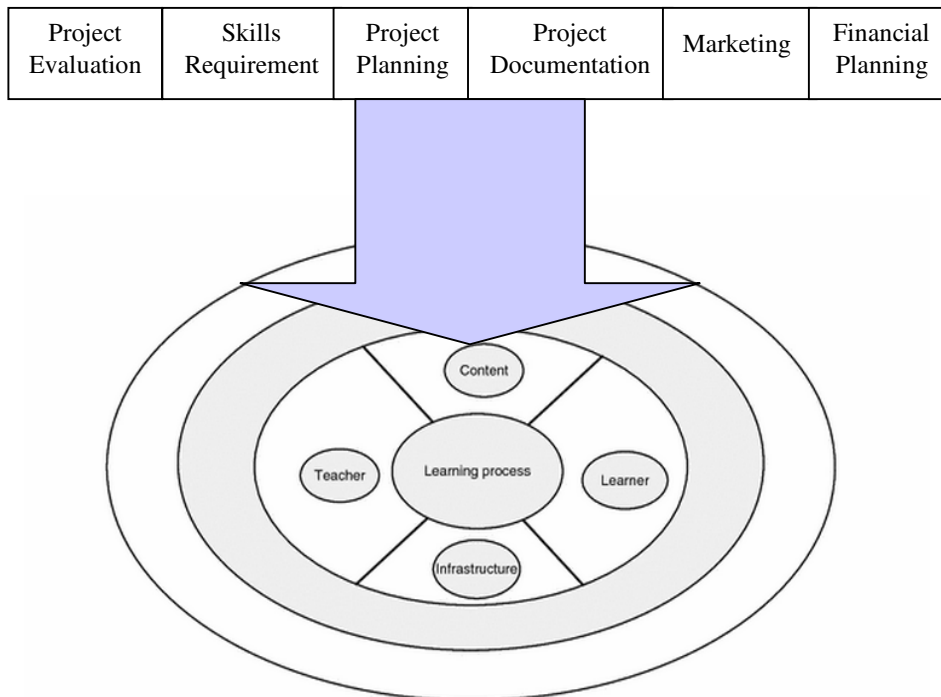 Project
Evaluation
Skills
Requirement
Project
Planning
Project
Documentation
Marketing
Financial
Planning
Content
Teacher
Learning process
Learner
Infrastructure